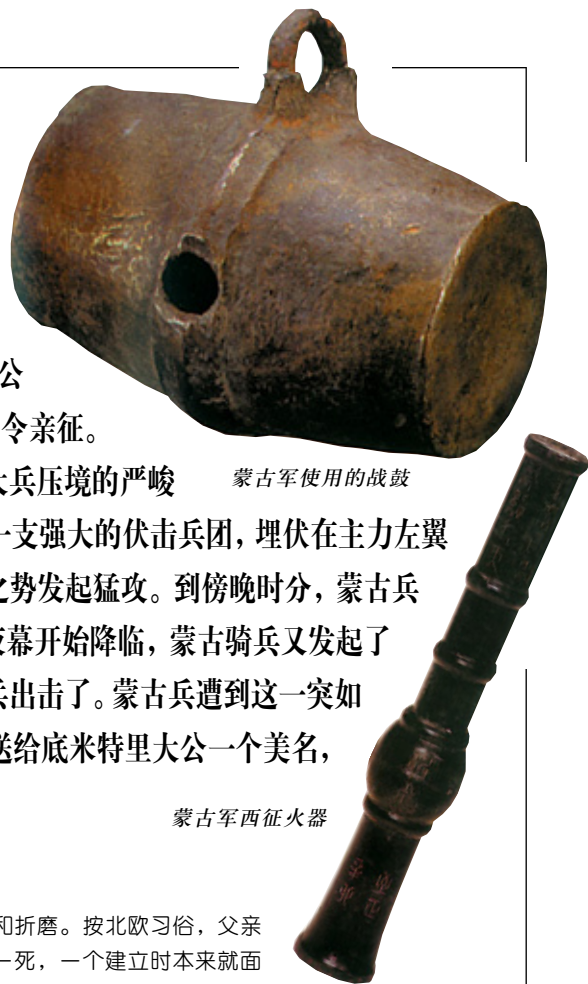 公
令亲征。
大兵压境的严峻
蒙古军使用的战鼓
一支强大的伏击兵团，埋伏在主力左翼
之势发起猛攻。到傍晚时分，蒙古兵
夜幕开始降临，蒙古骑兵又发起了
兵出击了。蒙古兵遭到这一突如
送给底米特里大公一个美名，
蒙古军西征火器
和折磨。按北欧习俗，父亲
一死，一个建立时本来就面